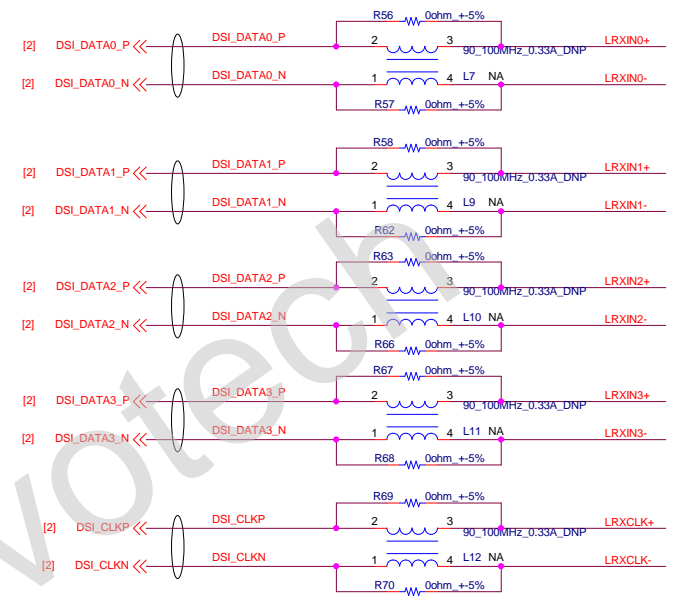 R56 0ohm_+-5%
[2] DSI_DATA0_P DSI_DATA0_P 2 3 LRXIN0+
90_100MHz_0.33A_DNP
[2] DSI_DATA0_N DSI_DATA0_N 1 4 L7 NA LRXIN0-
R57 0ohm_+-5%
R58 0ohm_+-5%
[2] DSI_DATA1_P DSI_DATA1_P 2 3 LRXIN1+
90_100MHz_0.33A_DNP
[2] DSI_DATA1_N DSI_DATA1_N 1 4 L9 NA LRXIN1-
R62 0ohm_+-5%
R63 0ohm_+-5%
[2] DSI_DATA2_P DSI_DATA2_P 2 3 LRXIN2+
90_100MHz_0.33A_DNP
[2] DSI_DATA2_N DSI_DATA2_N 1 4 L10 NA LRXIN2-
R66 0ohm_+-5%
R67 0ohm_+-5%
[2] DSI_DATA3_P DSI_DATA3_P 2 3 LRXIN3+
90_100MHz_0.33A_DNP
[2] DSI_DATA3_N DSI_DATA3_N 1 4 L11 NA LRXIN3-
R68 0ohm_+-5%
R69 0ohm_+-5%
[2] DSI_CLKP DSI_CLKP 2 3 LRXCLK+
90_100MHz_0.33A_DNP
[2] DSI_CLKN DSI_CLKN 1 4 L12 NA LRXCLK-
R70 0ohm_+-5%
votech